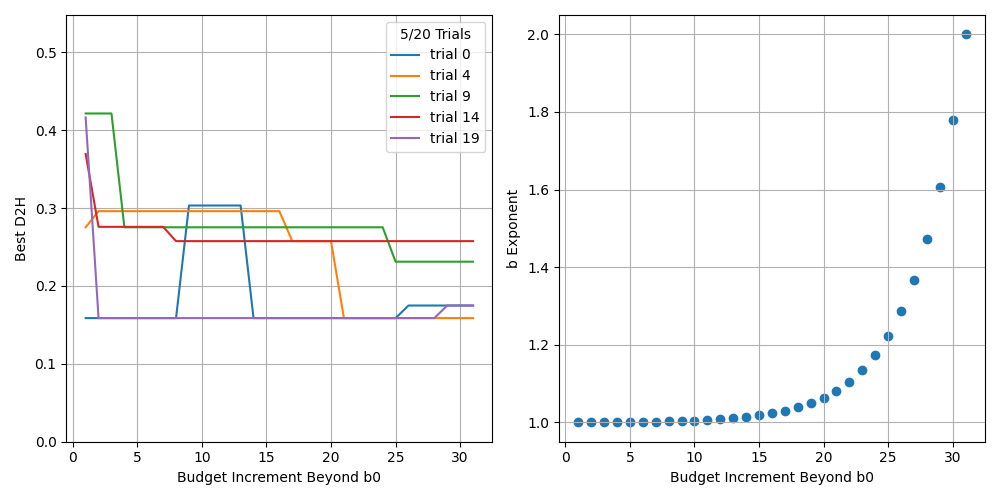 0.5
0.4
0.3
0.2
0.1
0.0
Best D2H
0 5 10 15 20 25 30
Budget Increment Beyond b0
5/20 Trials
trial 0
trial 4
trial 9
trial 14
trial 19
2.0
1.8
1.6
1.4
1.2
1.0
b Exponent
0 5 10 15 20 25 30
Budget Increment Beyond b0